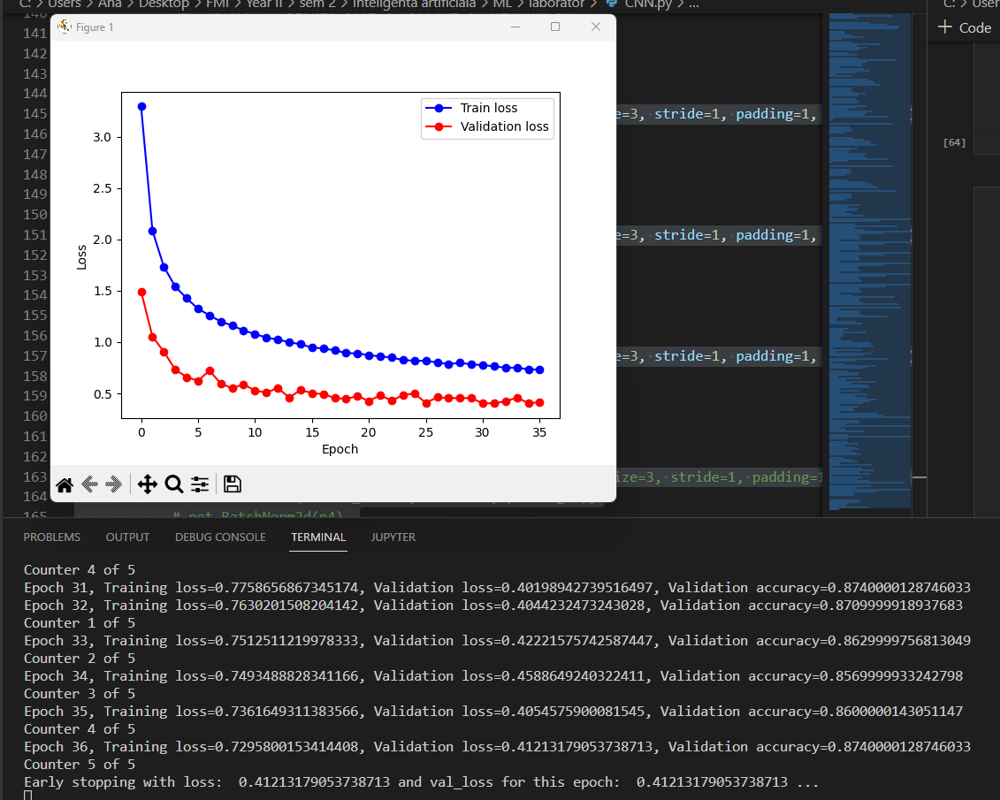 C: > Users > Ana > Desktop > FMI > Year II > sem 2 > Inteligenta artificiala > ML > laborator > CNN.py > ...
C: > User
Figure 1
+ Code
141
142
143
144
145
e=3, stride=1, padding=1,
146
[64]
147
148
149
150
151
e=3, stride=1, padding=1,
152
153
154
155
156
157
e=3, stride=1, padding=1,
158
159
160
161
162
163
ize=3, stride=1, padding=1
164
165
# net.BatchNorm2d(n4)
Train loss
Validation loss
Loss
3.0
2.5
2.0
1.5
1.0
0.5
0 5 10 15 20 25 30 35
Epoch
PROBLEMS OUTPUT DEBUG CONSOLE TERMINAL JUPYTER
Counter 4 of 5
Epoch 31, Training loss=0.7758656867345174, Validation loss=0.40198942739516497, Validation accuracy=0.8740000128746033
Epoch 32, Training loss=0.7630201508204142, Validation loss=0.4044232473243028, Validation accuracy=0.8709999918937683
Counter 1 of 5
Epoch 33, Training loss=0.7512511219978333, Validation loss=0.42221575742587447, Validation accuracy=0.8629999756813049
Counter 2 of 5
Epoch 34, Training loss=0.7493488828341166, Validation loss=0.4588649240322411, Validation accuracy=0.8569999933242798
Counter 3 of 5
Epoch 35, Training loss=0.7361649311383566, Validation loss=0.4054575900081545, Validation accuracy=0.8600000143051147
Counter 4 of 5
Epoch 36, Training loss=0.7295800153414408, Validation loss=0.41213179053738713, Validation accuracy=0.8740000128746033
Counter 5 of 5
Early stopping with loss:  0.41213179053738713 and val_loss for this epoch:  0.41213179053738713 ...